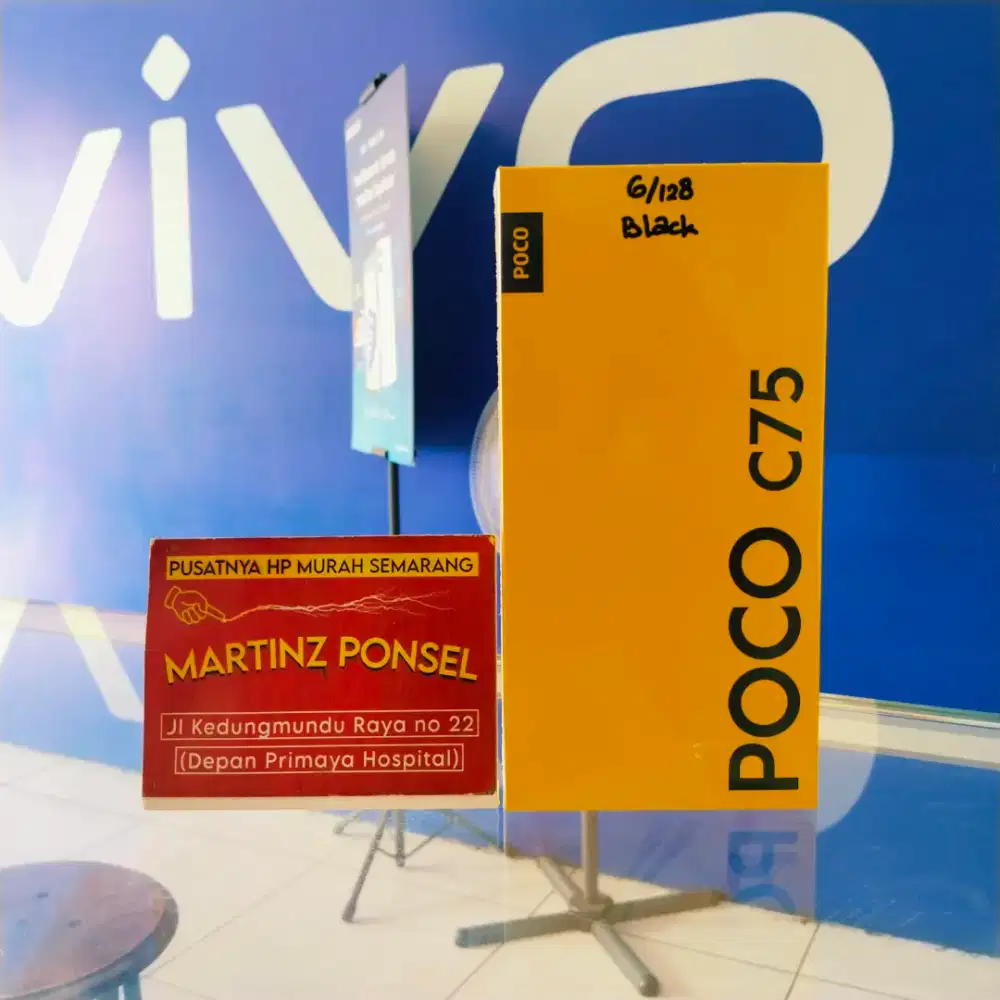 vivo
6/128
Black
POCO
POCO C75
PUSATNYA HP MURAH SEMARANG
MARTINZ PONSEL
Jl Kedungmundu Raya no 22
(Depan Primaya Hospital)